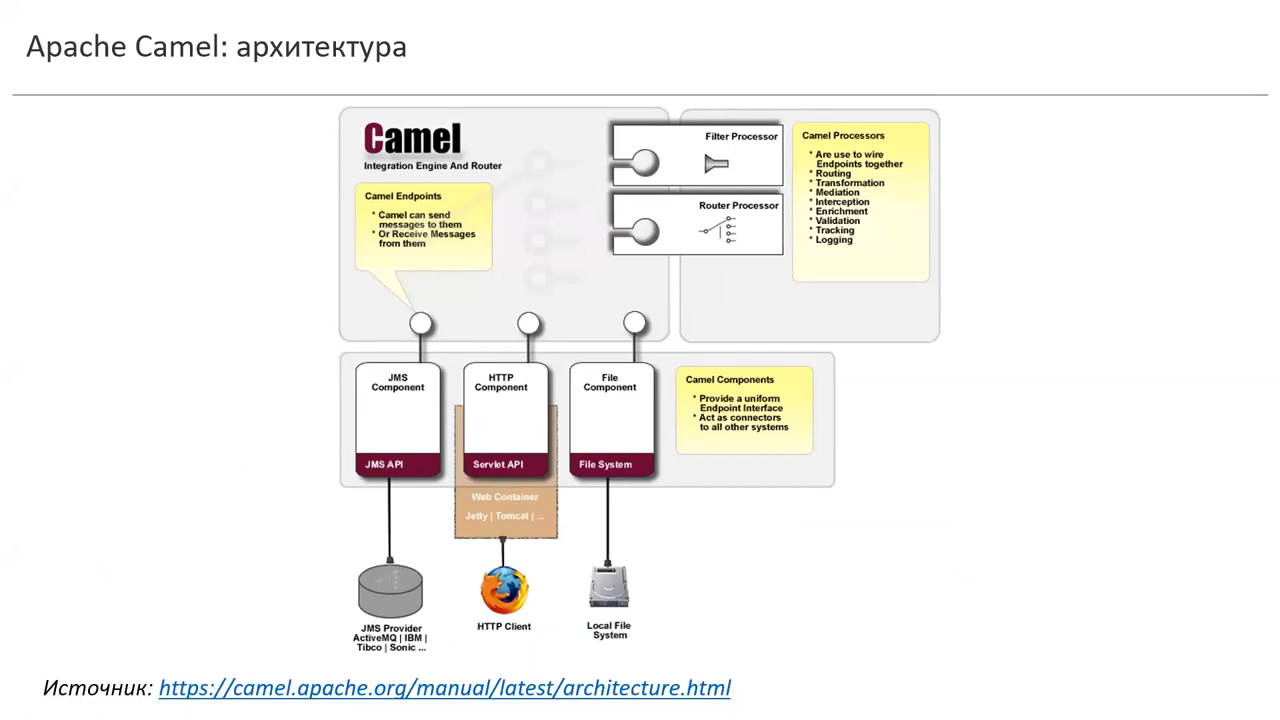 Apache Camel: архитектура
Camel
Integration Engine And Router
Camel Endpoints
* Camel can send
messages to them
* Or Receive Messages
from them
Filter Processor
Router Processor
Camel Processors
* Are use to wire
Endpoints together
* Routing
* Transformation
* Mediation
* Interception
* Enrichment
* Validation
* Tracking
* Logging
JMS
Component
JMS API
HTTP
Component
Servlet API
File
Component
File System
Camel Components
* Provide a uniform
Endpoint Interface
* Act as connectors
to all other systems
Web Container
Jetty | Tomcat | ...
JMS Provider
ActiveMQ | IBM |
Tibco | Sonic ...
HTTP Client
Local File
System
Источник: https://camel.apache.org/manual/latest/architecture.html